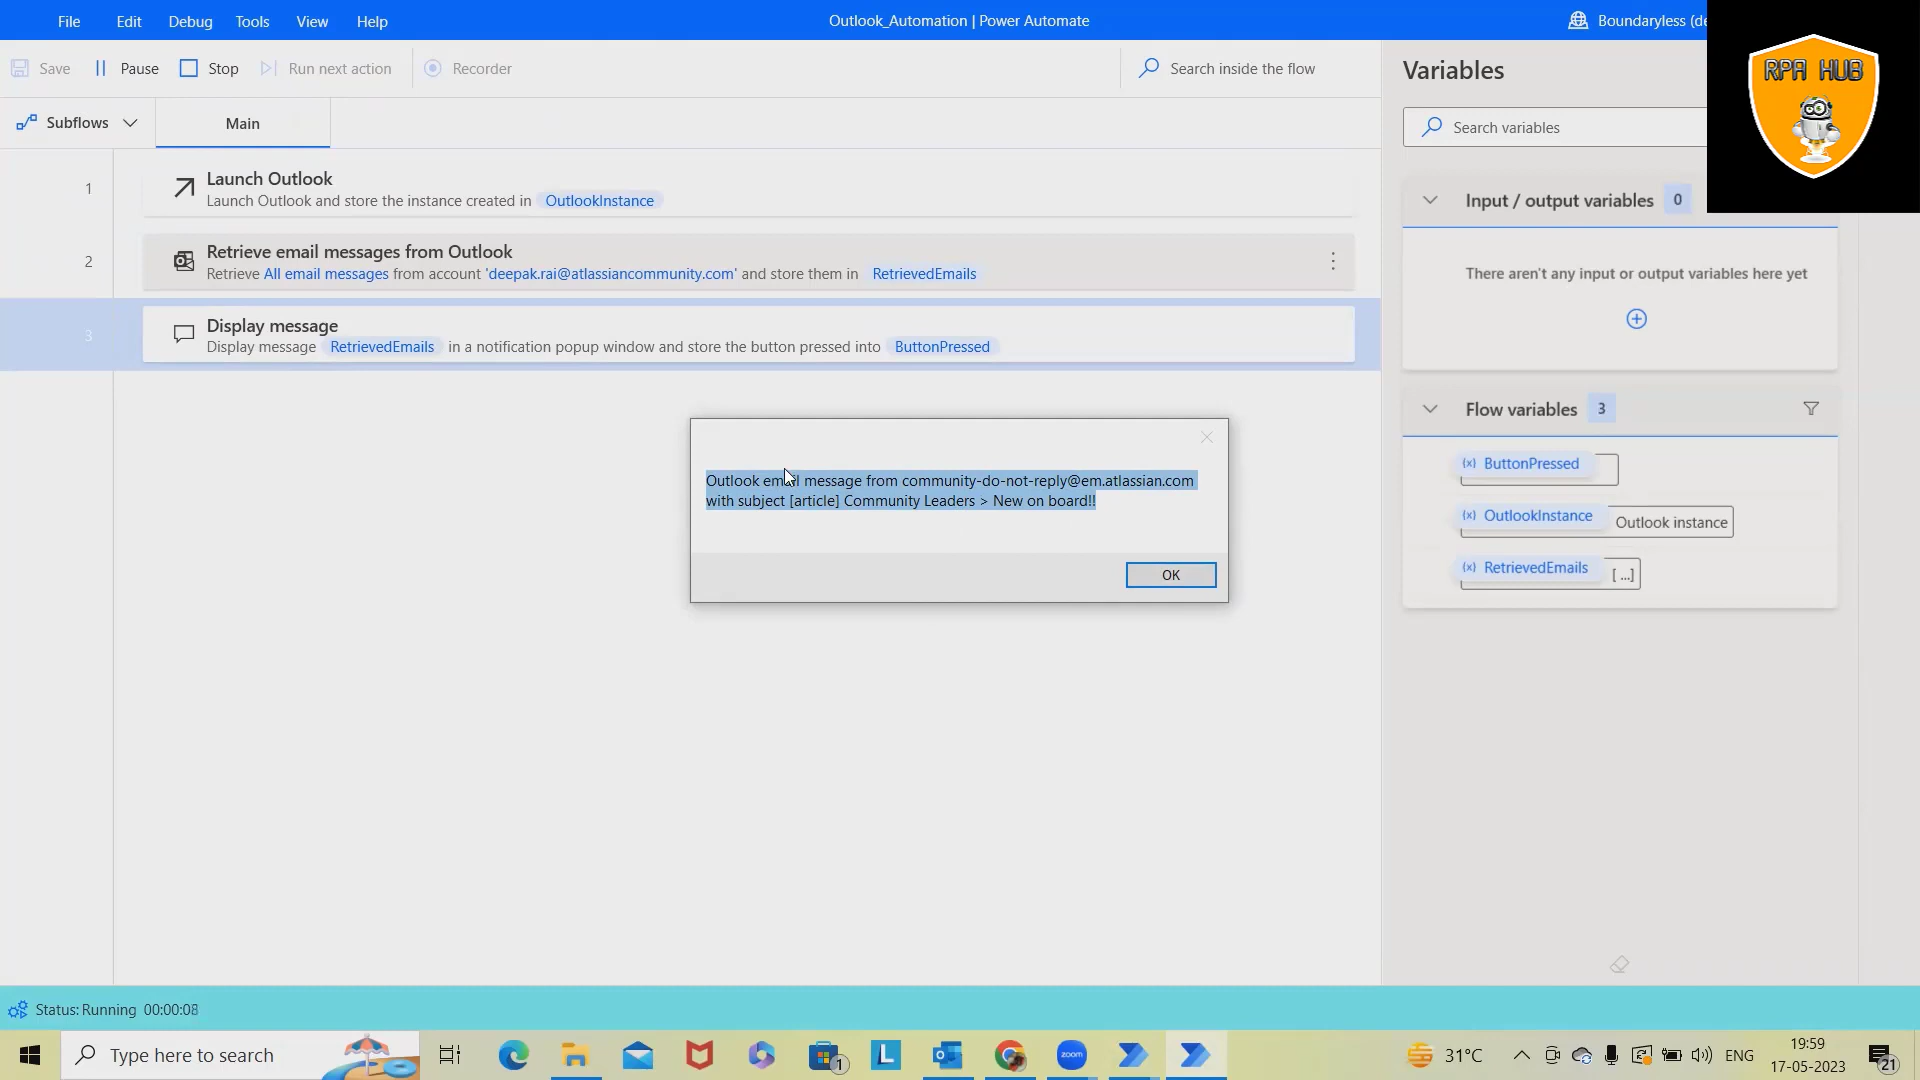 File Edit Debug Tools View Help
Outlook_Automation | Power Automate
Boundaryless (de
RPA HUB
Save Pause Stop Run next action Recorder
Search inside the flow
Variables
Subflows
Main
Search variables
1
Launch Outlook
Launch Outlook and store the instance created in OutlookInstance
Input / output variables 0
There aren't any input or output variables here yet
2
Retrieve email messages from Outlook
Retrieve All email messages from account 'deepak.rai@atlassiancommunity.com' and store them in RetrievedEmails
3
Display message
Display message RetrievedEmails in a notification popup window and store the button pressed into ButtonPressed
Flow variables 3
(x) ButtonPressed
(x) OutlookInstance Outlook instance
(x) RetrievedEmails [ ...]
Outlook email message from community-do-not-reply@em.atlassian.com
with subject [article] Community Leaders > New on board!!
OK
Status: Running 00:00:08
Type here to search
1
L
zoom
31°C
ENG
19:59
17-05-2023
21